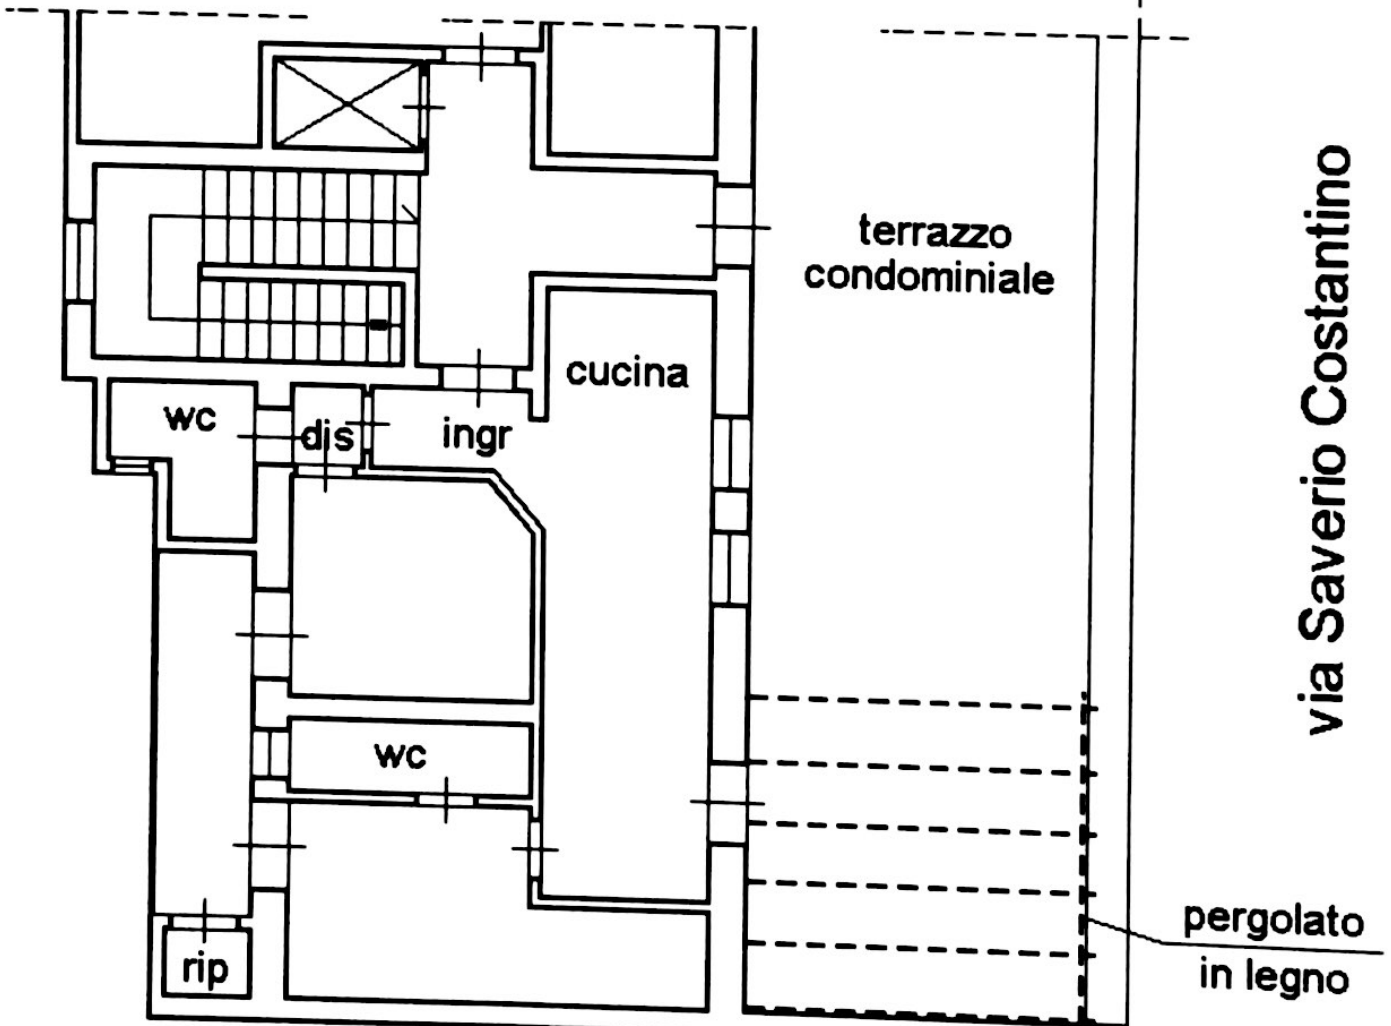 terrazzo
condominiale
via Saverio Costantino
cucina
wc
dis
ingr
wc
pergolato
in legno
rip